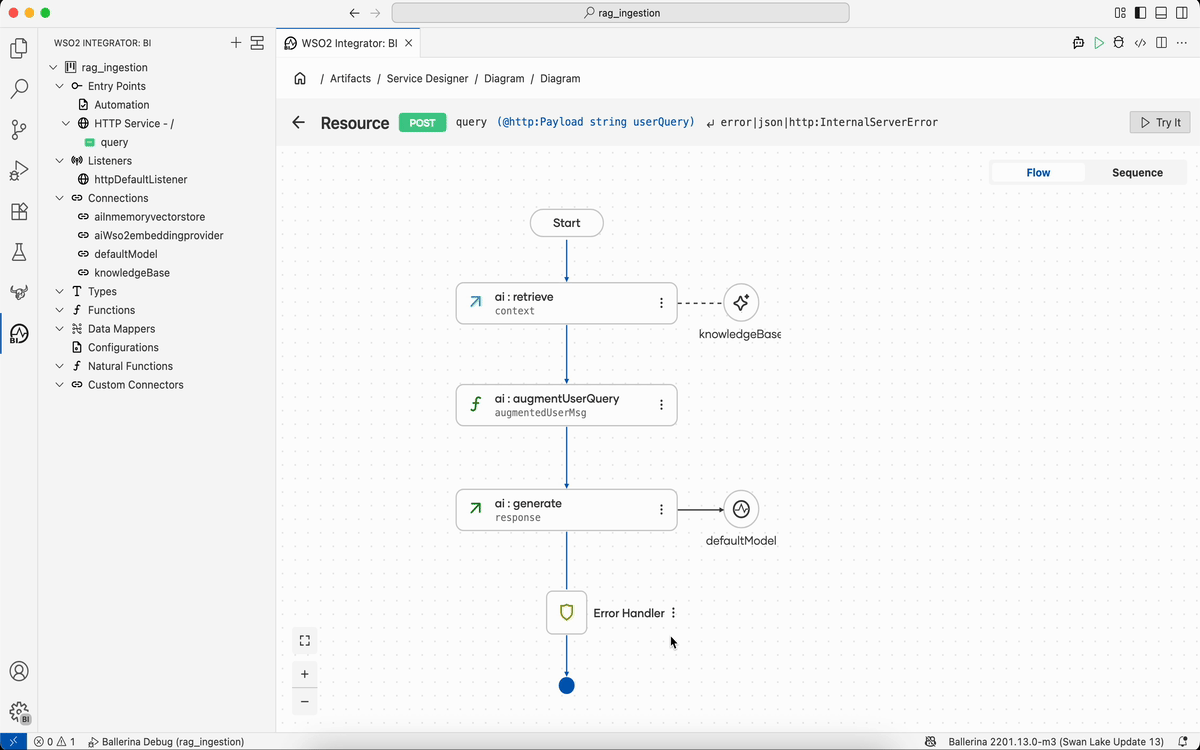 rag_ingestion
WSO2 INTEGRATOR: BI
rag_ingestion
Entry Points
Automation
HTTP Service - /
query
Listeners
httpDefaultListener
Connections
aiInmemoryvectorstore
aiWso2embeddingprovider
defaultModel
knowledgeBase
Types
Functions
Data Mappers
Configurations
Natural Functions
Custom Connectors
BI
BI
WSO2 Integrator: BI
/ Artifacts / Service Designer / Diagram / Diagram
Resource POST query (@http:Payload string userQuery) error|json|http:InternalServerError
Try It
Flow Sequence
Start
ai : retrieve
context
knowledgeBase
ai : augmentUserQuery
augmentedUserMsg
ai : generate
response
defaultModel
Error Handler
+
−
0 1 Ballerina Debug (rag_ingestion)
Ballerina 2201.13.0-m3 (Swan Lake Update 13)